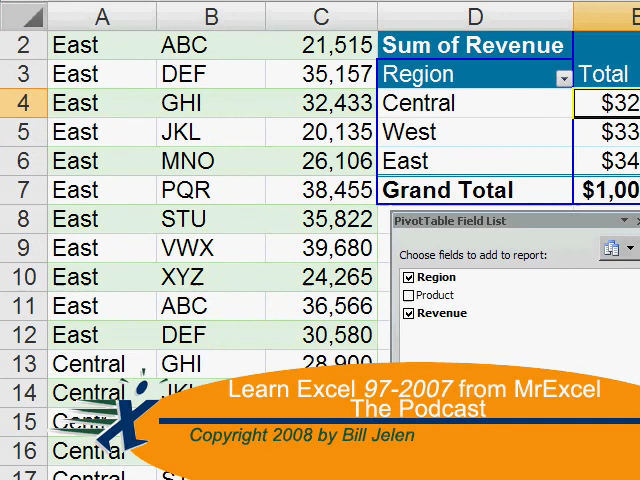 A B C D E
2 East ABC 21,515 Sum of Revenue
3 East DEF 35,157 Region Total
4 East GHI 32,433 Central $32
5 East JKL 20,135 West $33
6 East MNO 26,106 East $34
7 East PQR 38,455 Grand Total $1,00
8 East STU 35,822
PivotTable Field List
9 East VWX 39,680
Choose fields to add to report:
10 East XYZ 24,265
Region
Product
11 East ABC 36,566
Revenue
12 East DEF 30,580
13 Central GHI 28,900
14 Central
15 Central
16 Central
17 Central
Learn Excel 97-2007 from MrExcel
The Podcast
Copyright 2008 by Bill Jelen